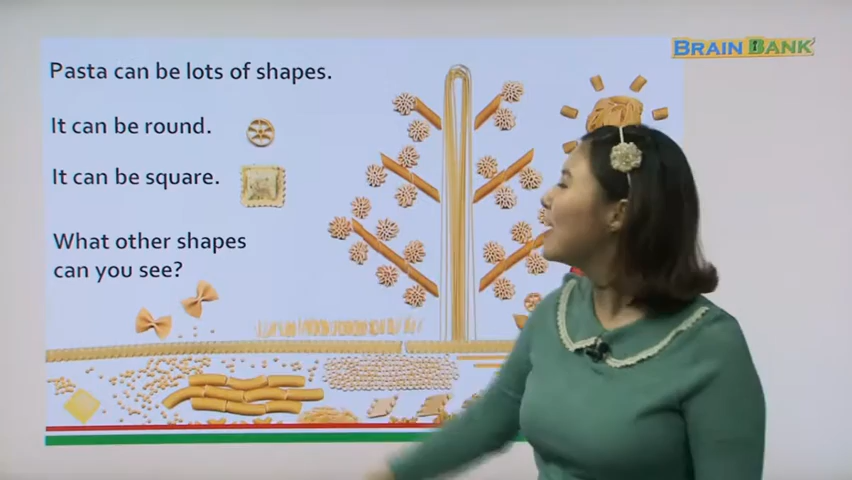 Pasta can be lots of shapes.
BRAIN BANK
It can be round.
It can be square.
What other shapes
can you see?